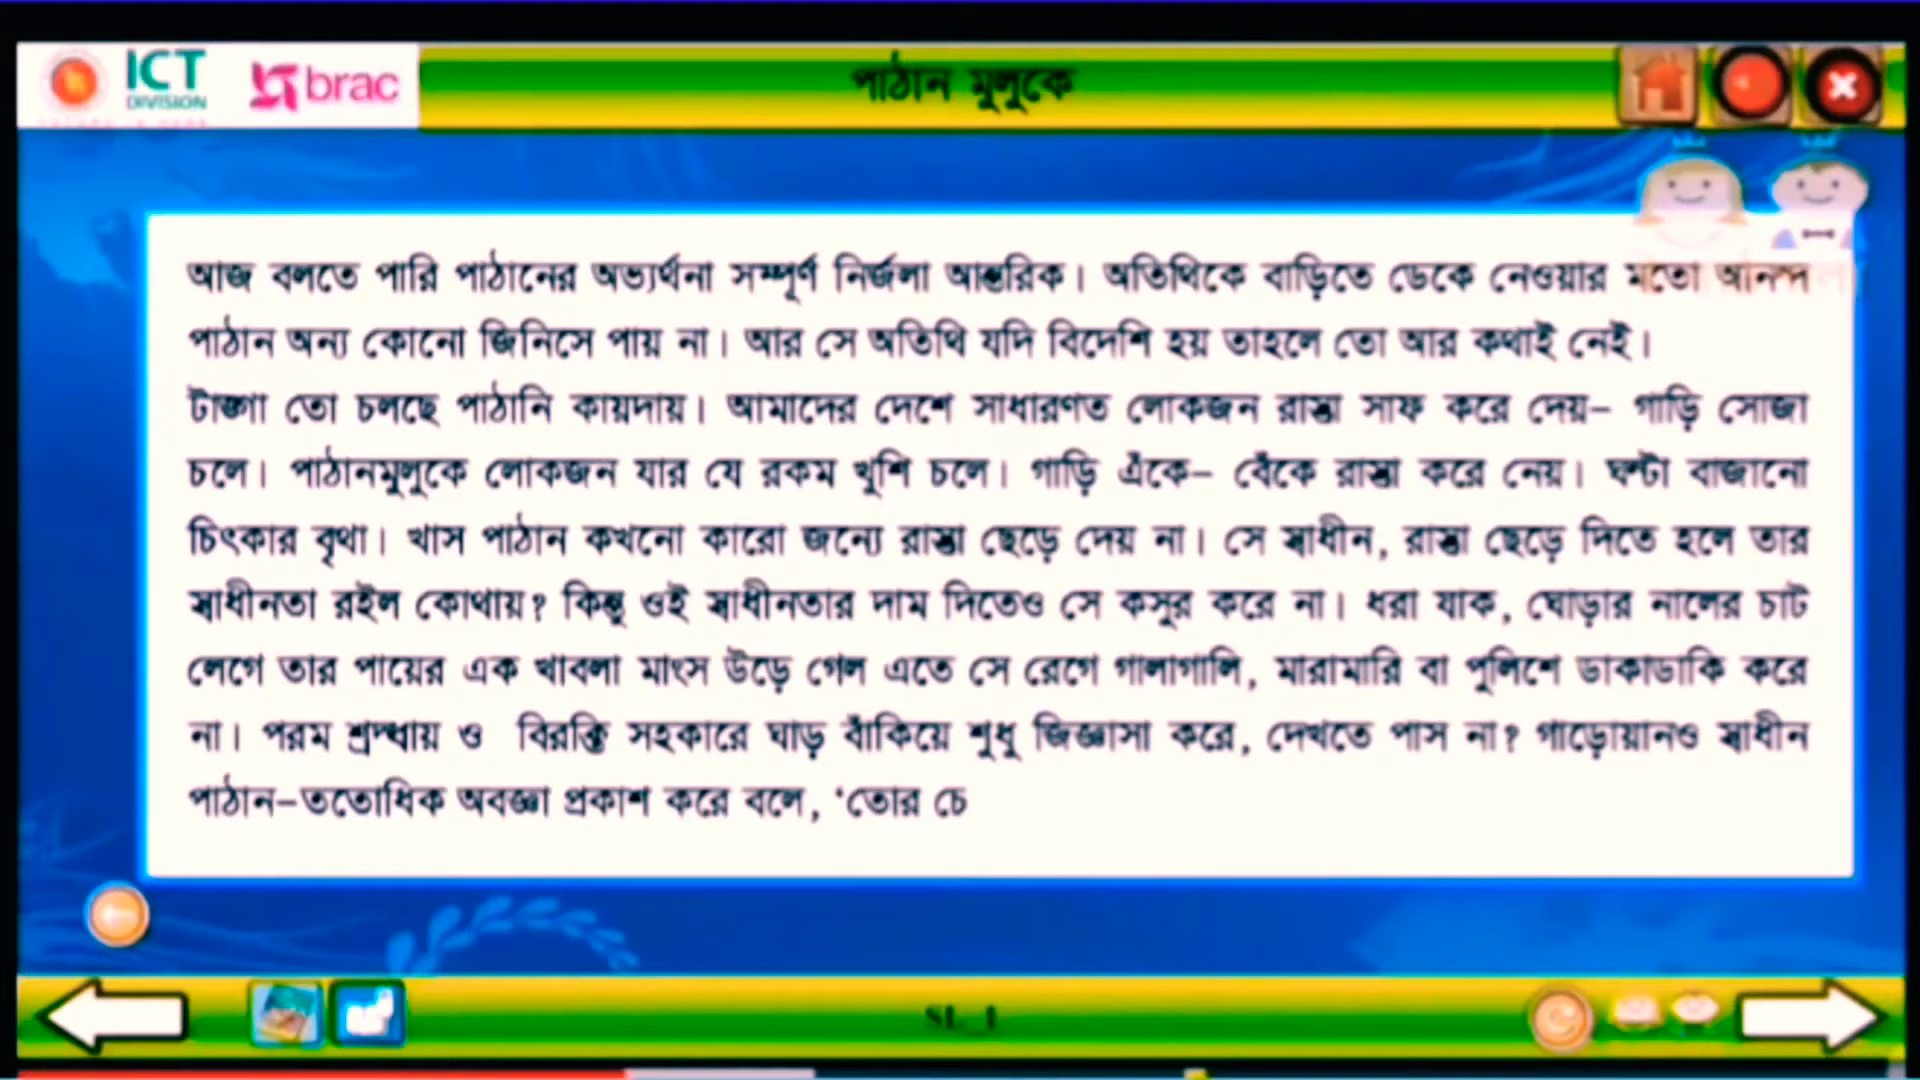 ICT
DIVISION
brac
পাঠান মুলুকে
আজ বলতে পারি পাঠানের অভ্যর্থনা সম্পূর্ণ নির্জলা আন্তরিক। অতিথিকে বাড়িতে ডেকে নেওয়ার মতো আনন্দ
পাঠান অন্য কোনো জিনিসে পায় না। আর সে অতিথি যদি বিদেশি হয় তাহলে তো আর কথাই নেই।
টাঙ্গা তো চলছে পাঠানি কায়দায়। আমাদের দেশে সাধারণত লোকজন রাস্তা সাফ করে দেয়– গাড়ি সোজা
চলে। পাঠানমুলুকে লোকজন যার যে রকম খুশি চলে। গাড়ি এঁকে– বেঁকে রাস্তা করে নেয়। ঘণ্টা বাজানো
চিৎকার বৃথা। খাস পাঠান কখনো কারো জন্যে রাস্তা ছেড়ে দেয় না। সে স্বাধীন, রাস্তা ছেড়ে দিতে হলে তার
স্বাধীনতা রইল কোথায়? কিন্তু ওই স্বাধীনতার দাম দিতেও সে কসুর করে না। ধরা যাক, ঘোড়ার নালের চাট
লেগে তার পায়ের এক খাবলা মাংস উড়ে গেল এতে সে রেগে গালাগালি, মারামারি বা পুলিশে ডাকাডাকি করে
না। পরম শ্রদ্ধায় ও বিরক্তি সহকারে ঘাড় বাঁকিয়ে শুধু জিজ্ঞাসা করে, দেখতে পাস না? গাড়োয়ানও স্বাধীন
পাঠান–ততোধিক অবজ্ঞা প্রকাশ করে বলে, ‘তোর চে
SL_1